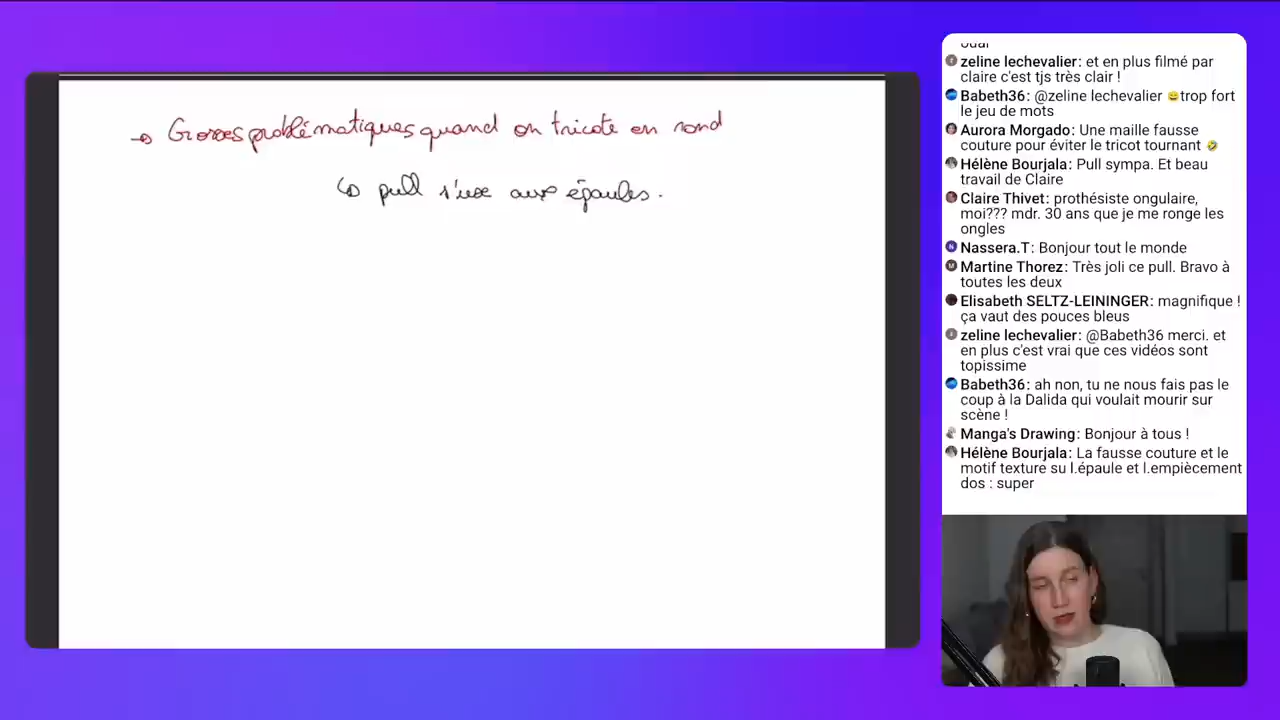 → Grosses problématiques quand on tricote en rond
↳ pull s'use aux épaules.
ouai
zeline lechevalier: et en plus filmé par
claire c'est tjs très clair !
Babeth36: @zeline lechevalier 😄trop fort
le jeu de mots
Aurora Morgado: Une maille fausse
couture pour éviter le tricot tournant 🤣
Hélène Bourjala: Pull sympa. Et beau
travail de Claire
Claire Thivet: prothésiste ongulaire,
moi??? mdr. 30 ans que je me ronge les
ongles
Nassera.T: Bonjour tout le monde
Martine Thorez: Très joli ce pull. Bravo à
toutes les deux
Elisabeth SELTZ-LEININGER: magnifique !
ça vaut des pouces bleus
zeline lechevalier: @Babeth36 merci. et
en plus c'est vrai que ces vidéos sont
topissime
Babeth36: ah non, tu ne nous fais pas le
coup à la Dalida qui voulait mourir sur
scène !
Manga's Drawing: Bonjour à tous !
Hélène Bourjala: La fausse couture et le
motif texture su l.épaule et l.empiècement
dos : super